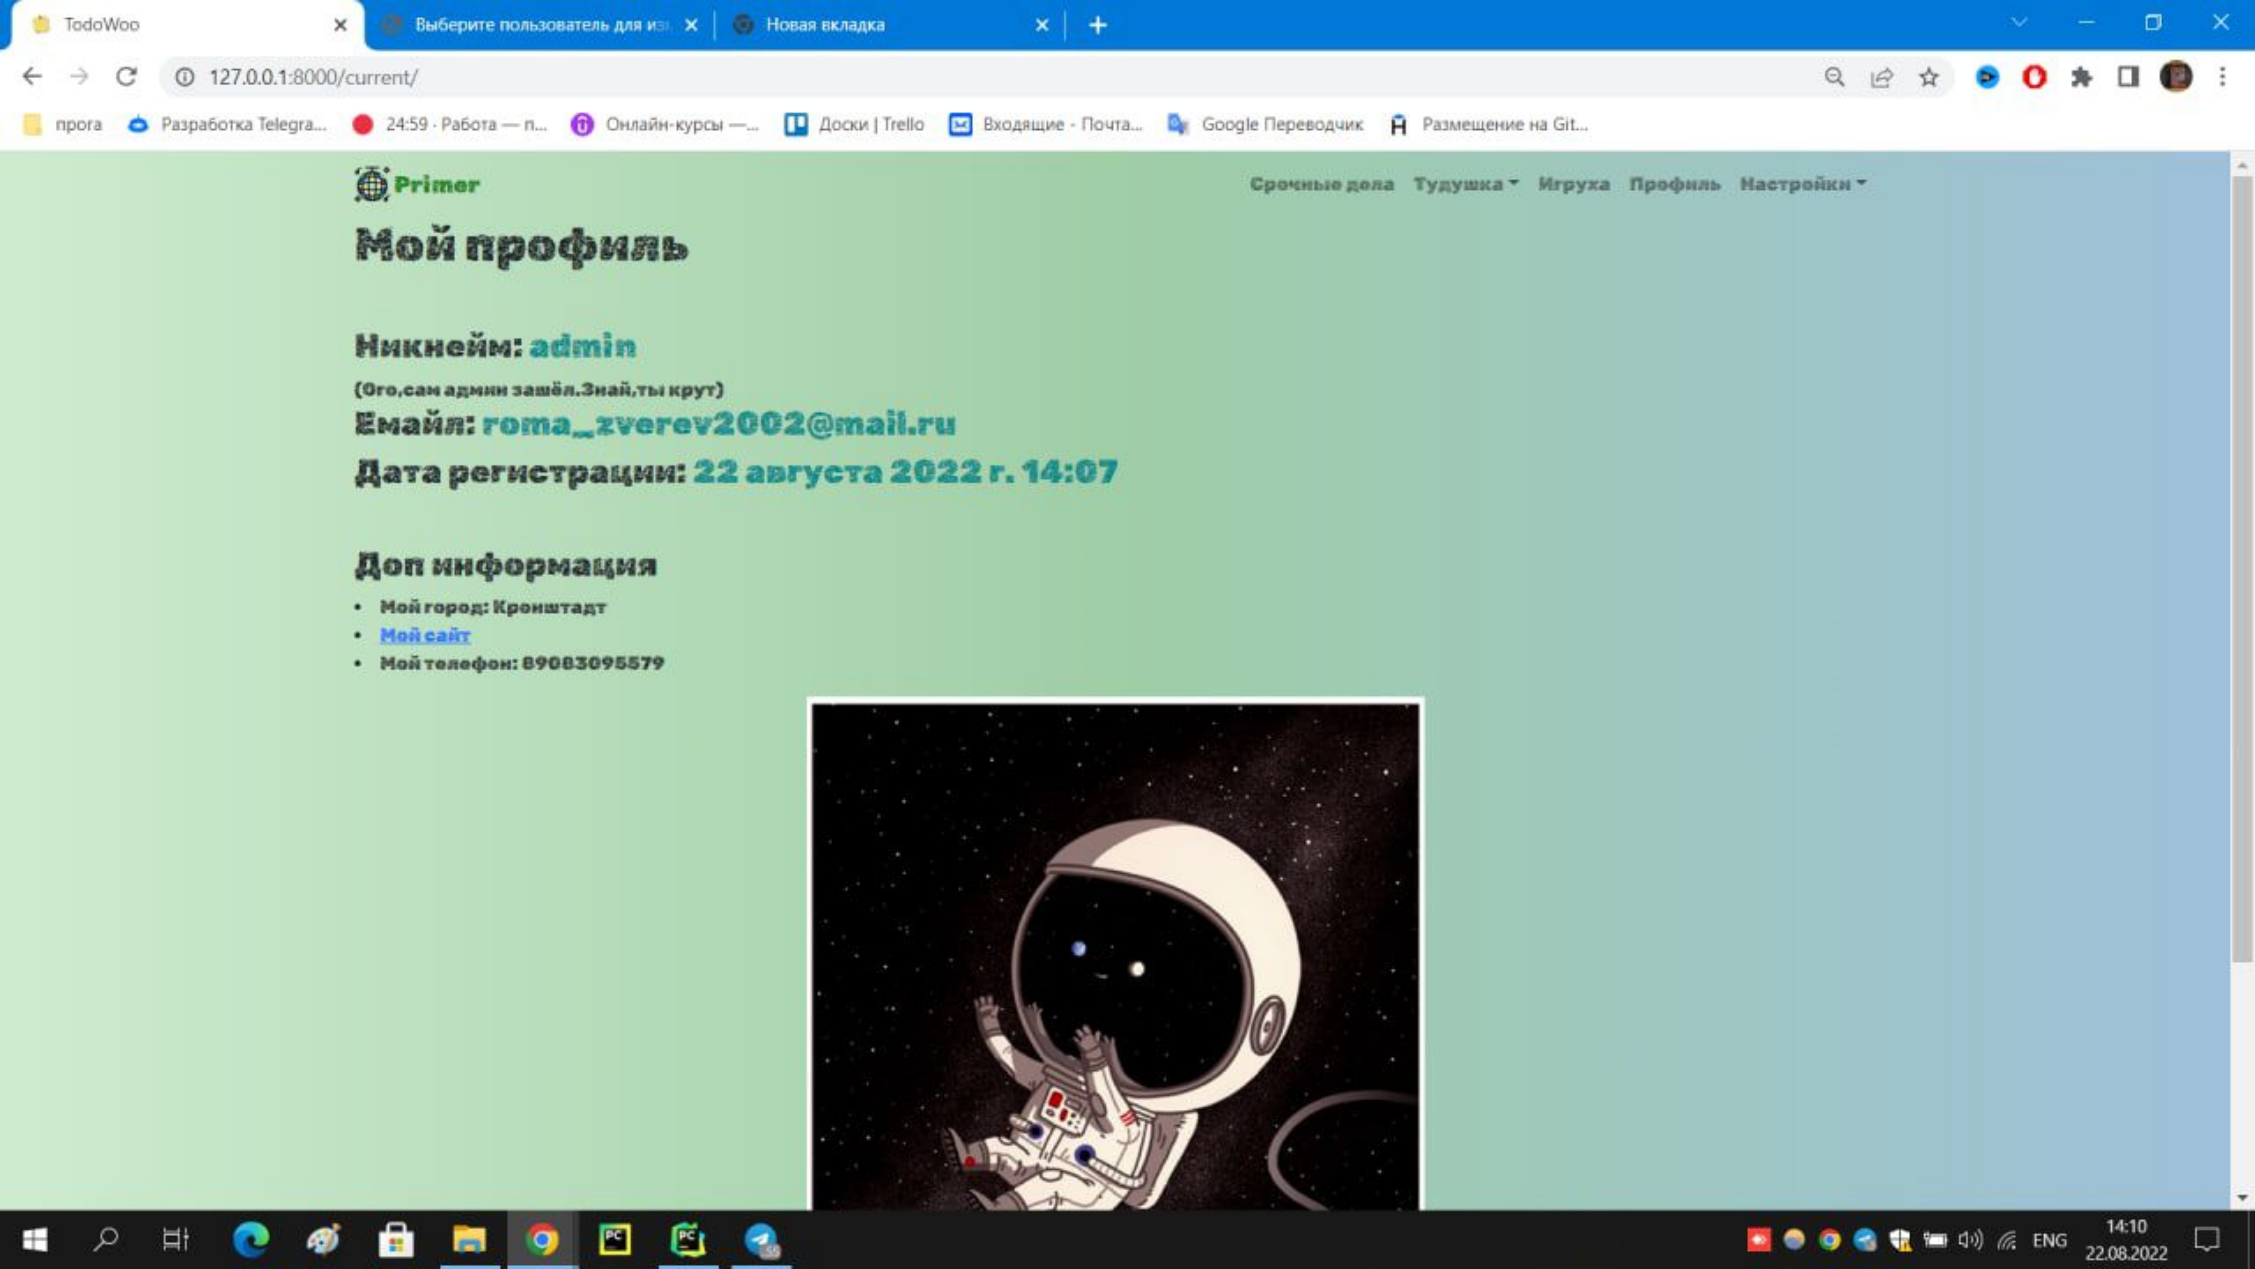 TodoWoo
Выберите пользователь для из
Новая вкладка
127.0.0.1:8000/current/
прога
Разработка Telegra...
24:59 - Работа — п...
Онлайн-курсы —...
Доски | Trello
Входящие - Почта...
Google Переводчик
Размещение на Git...
Primer
Срочные дела Тудушка Игруха Профиль Настройки
Мой профиль
Никнейм: admin
(Ого,сам админ зашёл.Знай,ты крут)
Емайл: roma_zverev2002@mail.ru
Дата регистрации: 22 августа 2022 г. 14:07
Доп информация
• Мой город: Кронштадт
• Мой сайт
• Мой телефон: 89083095579
ENG
14:10
22.08.2022